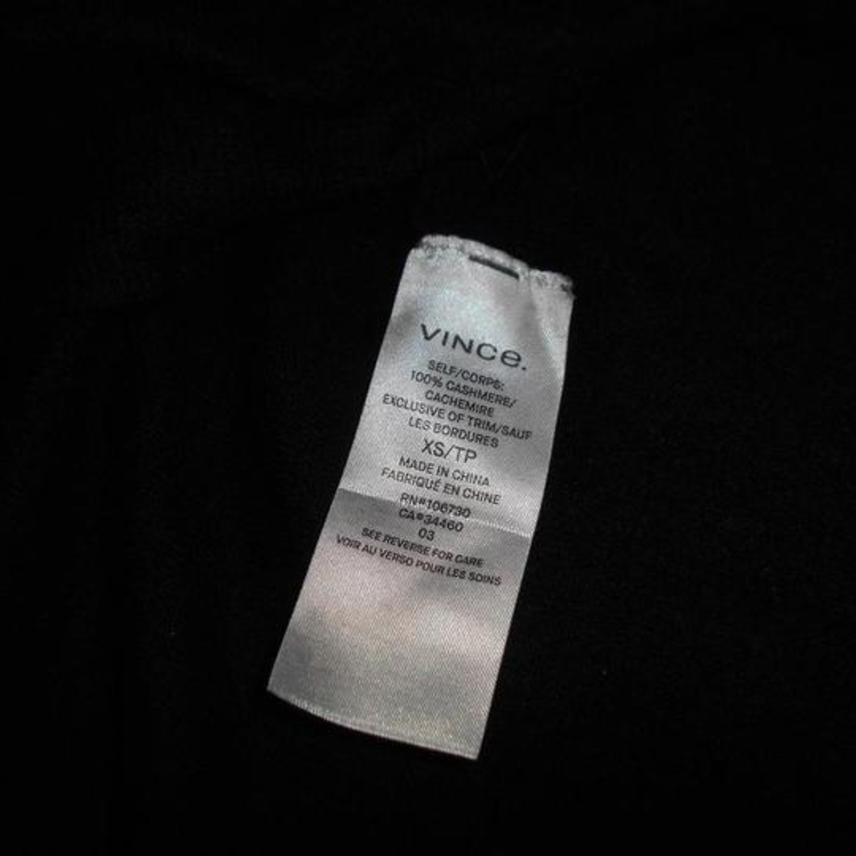 VINCe.
SELF/CORPS:
100% CASHMERE/
CACHEMIRE
EXCLUSIVE OF TRIM/SAUF
LES BORDURES
XS/TP
MADE IN CHINA
FABRIQUÉ EN CHINE
RN#106730
CA#34460
03
SEE REVERSE FOR CARE
VOIR AU VERSO POUR LES SOINS